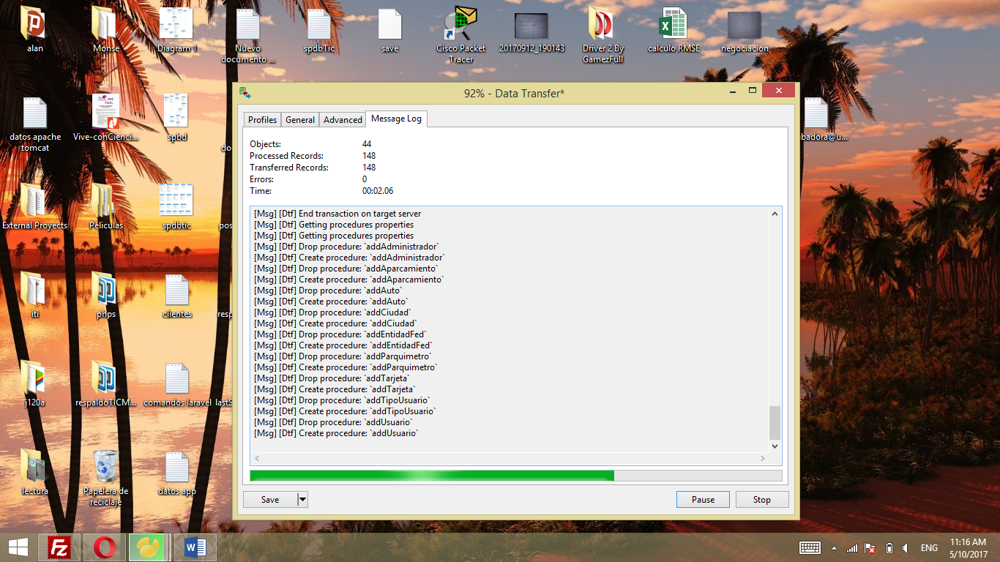 alan
Monse
Diagram 1
Nuevo
documento ...
spdbTic
save
Cisco Packet
Tracer
20170912_190143
Driver 2 By
GamezFull
calculo RMSE
negociacion
92% - Data Transfer*
Profiles
General
Advanced
Message Log
datos apache
tomcat
Vive-conCienci...
spbd
do
badora@u...
Objects: 44
Processed Records: 148
Transferred Records: 148
Errors: 0
Time: 00:02.06
[Msg] [Dtf] End transaction on target server
[Msg] [Dtf] Getting procedures properties
[Msg] [Dtf] Getting procedures properties
[Msg] [Dtf] Drop procedure: `addAdministrador`
[Msg] [Dtf] Create procedure: `addAdministrador`
[Msg] [Dtf] Drop procedure: `addAparcamiento`
[Msg] [Dtf] Create procedure: `addAparcamiento`
[Msg] [Dtf] Drop procedure: `addAuto`
[Msg] [Dtf] Create procedure: `addAuto`
[Msg] [Dtf] Drop procedure: `addCiudad`
[Msg] [Dtf] Create procedure: `addCiudad`
[Msg] [Dtf] Drop procedure: `addEntidadFed`
[Msg] [Dtf] Create procedure: `addEntidadFed`
[Msg] [Dtf] Drop procedure: `addParquimetro`
[Msg] [Dtf] Create procedure: `addParquimetro`
[Msg] [Dtf] Drop procedure: `addTarjeta`
[Msg] [Dtf] Create procedure: `addTarjeta`
[Msg] [Dtf] Drop procedure: `addTipoUsuario`
[Msg] [Dtf] Create procedure: `addTipoUsuario`
[Msg] [Dtf] Drop procedure: `addUsuario`
[Msg] [Dtf] Create procedure: `addUsuario`
External Proyects
Peliculas
spdbtic
pos
iti
phps
clientes
resp
j120a
respaldoTICM...
comandos laravel
lastS
lectura
Papelera de
reciclaje
datos app
Save
Pause
Stop
ENG
11:16 AM
5/10/2017